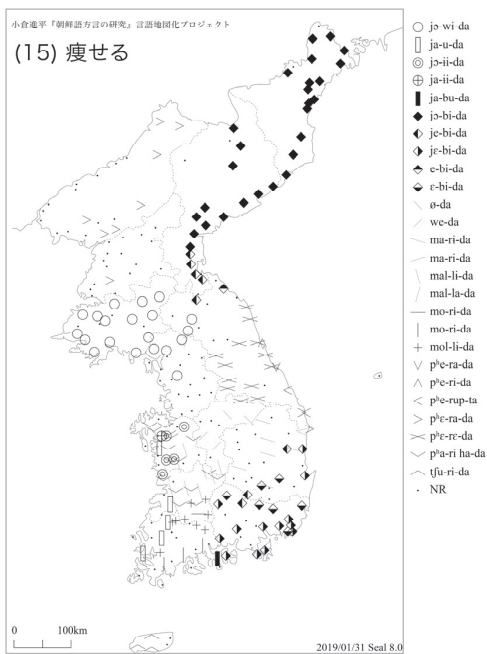 小倉進平『朝鮮語方言の研究』言語地図化プロジェクト
(15) 痩せる
jɔ-wi-da
ja-u-da
jɔ-ii-da
ja-ii-da
ja-bu-da
jɔ-bi-da
je-bi-da
jɛ-bi-da
e-bi-da
ɛ-bi-da
ø-da
we-da
ma-ri-da
ma-ri-da
mal-li-da
mal-la-da
mo-ri-da
mo-ri-da
mol-li-da
pʰe-ra-da
pʰe-ri-da
pʰe-rup-ta
pʰɛ-ra-da
pʰɛ-rɛ-da
pʰa-ri ha-da
tʃu-ri-da
NR
0 100km
2019/01/31 Seal 8.0